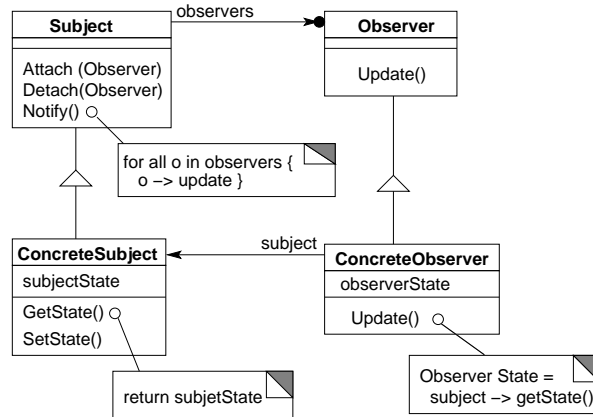 observers
Subject
Observer
Attach (Observer)
Detach(Observer)
Notify()
Update()
for all o in observers {
o –> update }
subject
ConcreteSubject
ConcreteObserver
subjectState
observerState
GetState()
SetState()
Update()
return subjetState
Observer State =
subject –> getState()